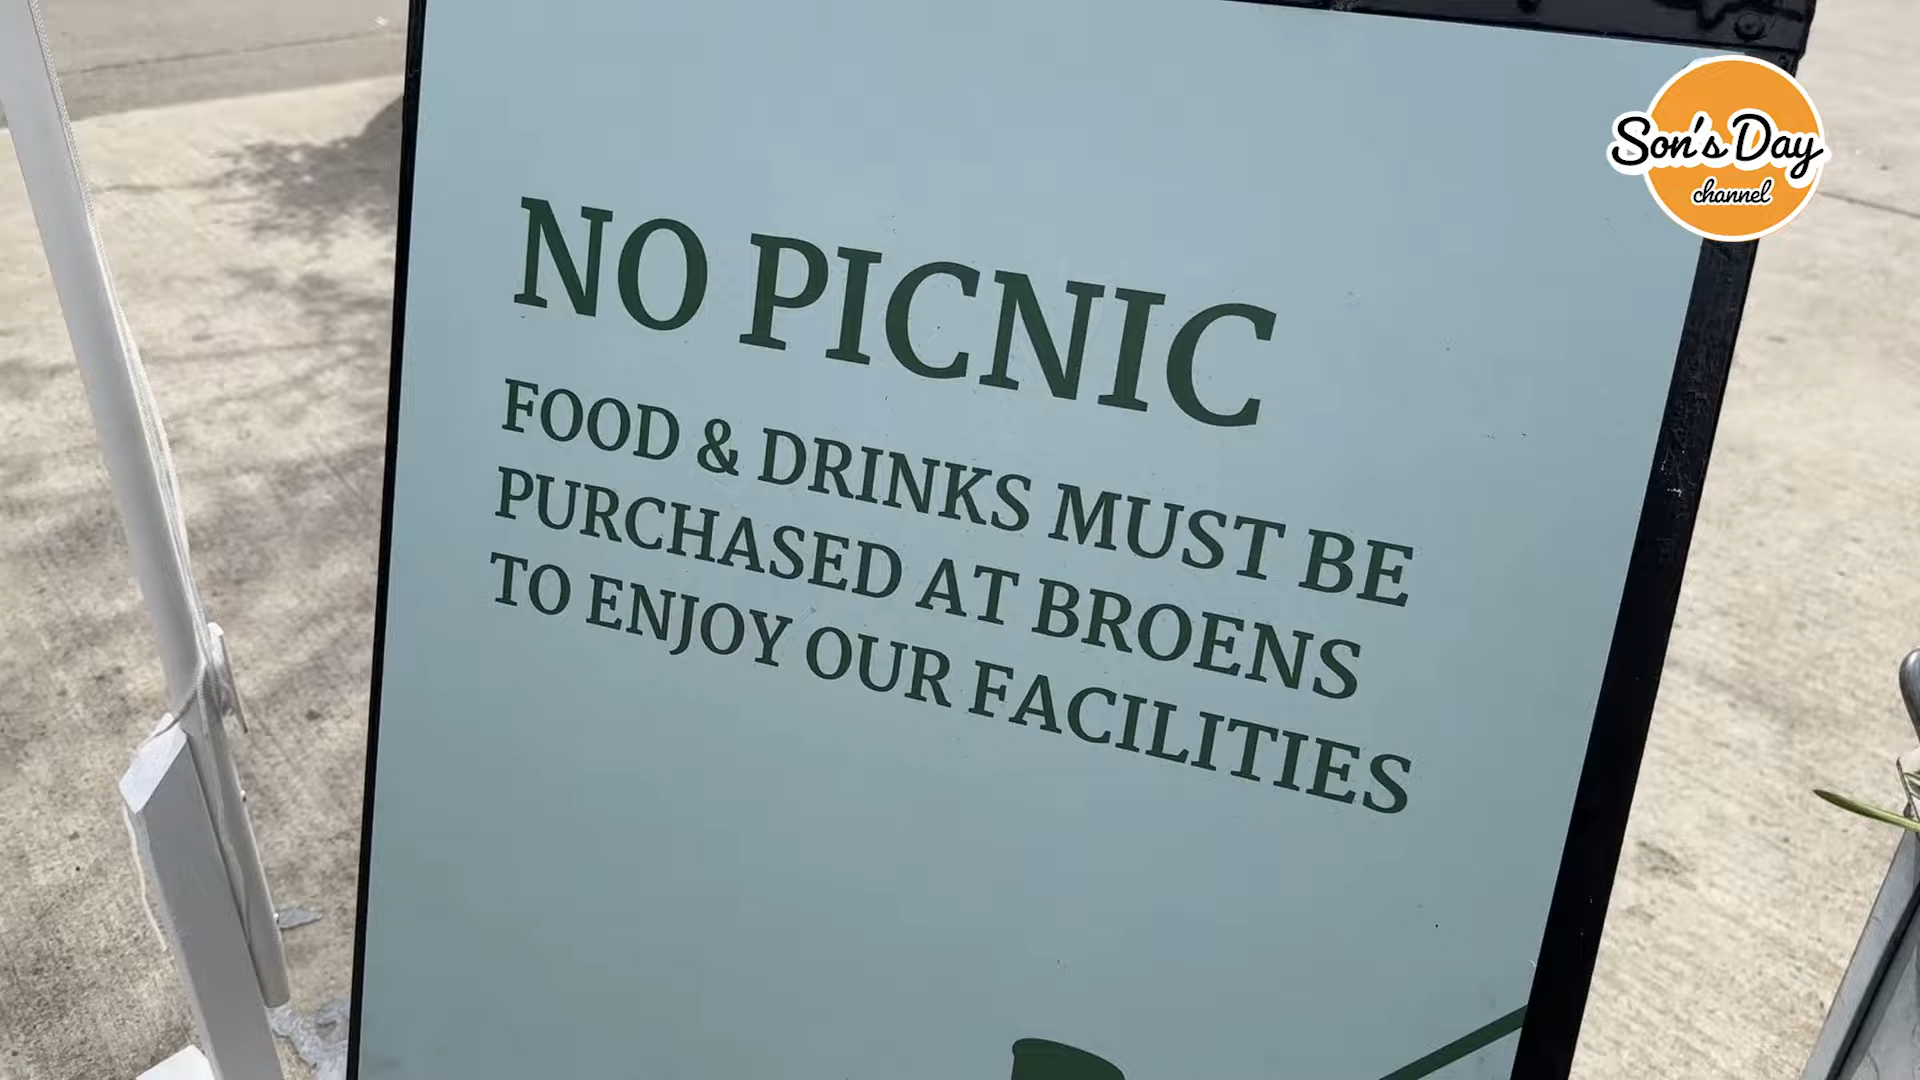 Son's Day
channel
NO PICNIC
FOOD & DRINKS MUST BE
PURCHASED AT BROENS
TO ENJOY OUR FACILITIES